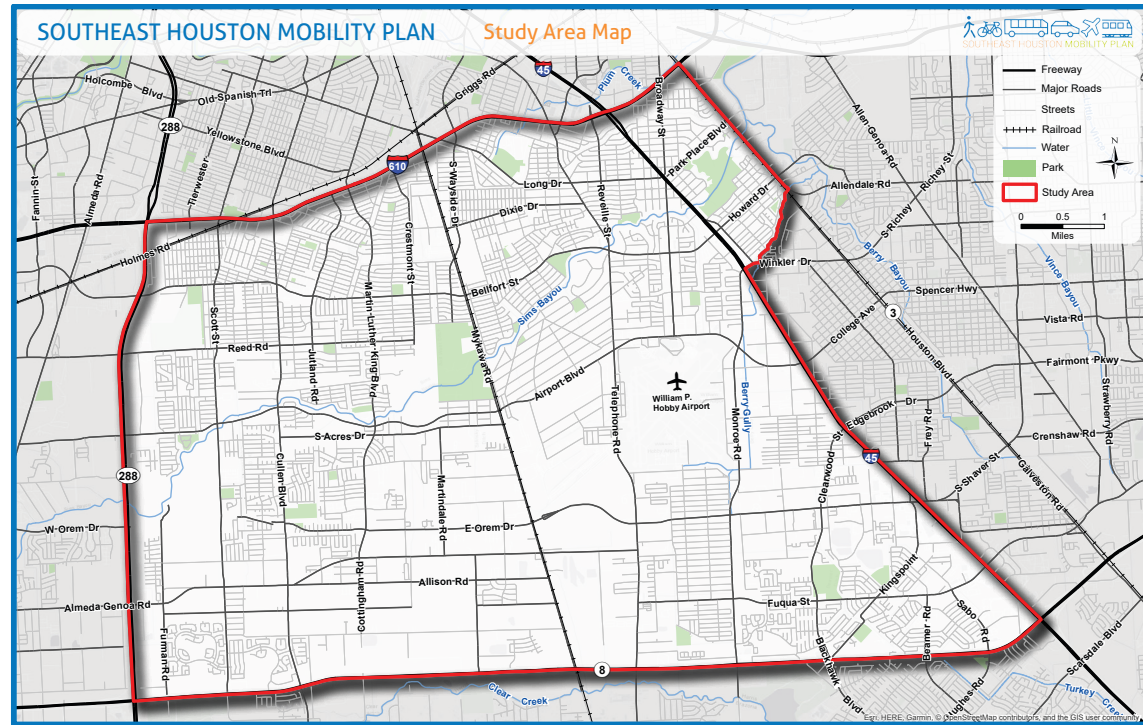 SOUTHEAST HOUSTON MOBILITY PLAN
Study Area Map
SOUTHEAST HOUSTON MOBILITY PLAN
Freeway
Major Roads
Streets
Railroad
Water
Park
Study Area
N
0 0.5 1
Miles
Holcombe Blvd
Old Spanish Trl
288
Yellowstone Blvd
Griggs Rd
45
Plum Creek
Broadway St
Allen Genoa Rd
Fannin St
Almeda Rd
Tierwester
610
S Wayside Dr
Long Dr
Dixie Dr
Reveille St
Park Place Blvd
Howard Dr
Allendale Rd
S Richey St
S Richey
Holmes Rd
Crestmont St
Bellfort St
Sims Bayou
Winkler Dr
Berry Bayou
Spencer Hwy
Vince Bayou
Vista Rd
Scott St
Martin Luther King Blvd
Reed Rd
Jutland Rd
Mykawa Rd
Airport Blvd
William P.
Hobby Airport
Telephone Rd
Berry Gully
Monroe Rd
College Ave
3
Houston Blvd
Fairmont Pkwy
Strawberry Rd
Edgebrook Dr
Frey Rd
Crenshaw Rd
S Acres Dr
288
Cullen Blvd
Martindale Rd
Clearwood St
45
S Shaver St
Galveston Rd
W Orem Dr
E Orem Dr
Allison Rd
Almeda Genoa Rd
Cottingham Rd
Furman Rd
Kingspoint
Fuqua St
Sabo Rd
Beamer Rd
Blackhawk Blvd
8
Clear Creek
Scarsdale Blvd
Hughes Rd
Turkey Creek
Esri, HERE, Garmin, © OpenStreetMap contributors, and the GIS user community